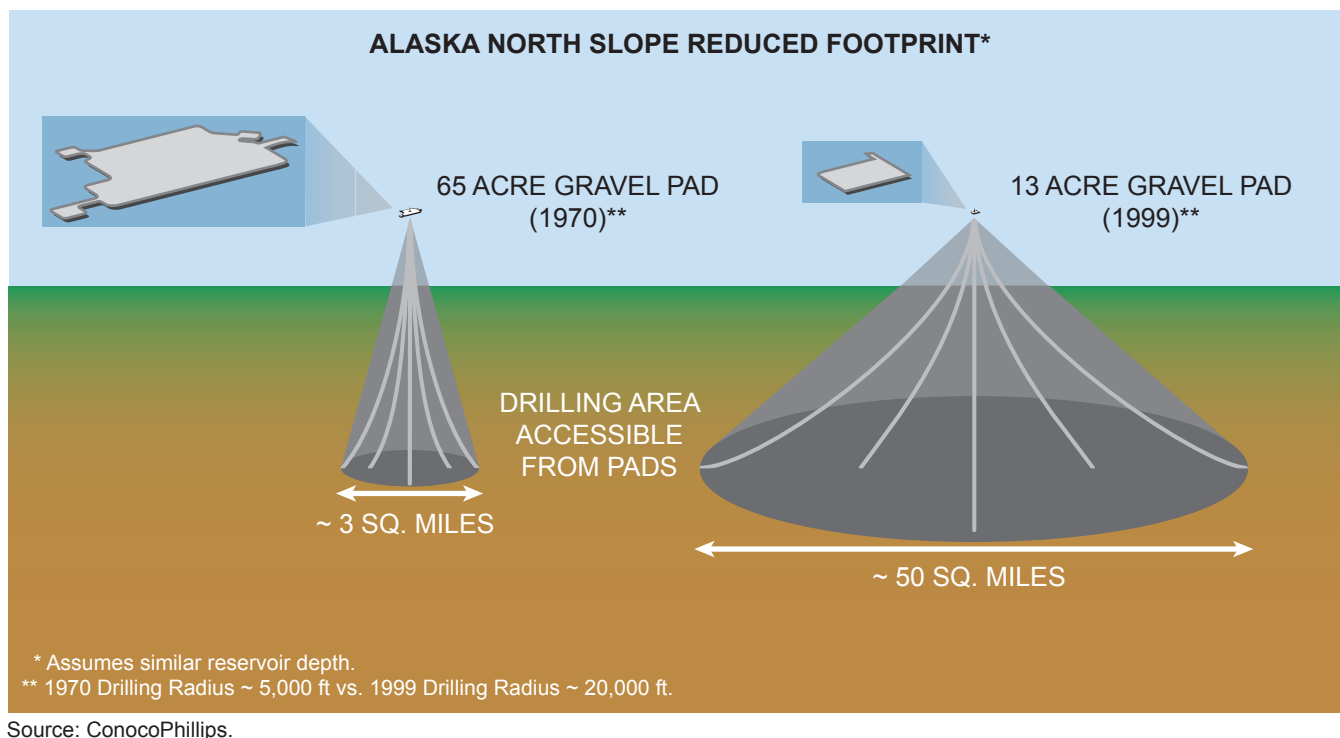 ALASKA NORTH SLOPE REDUCED FOOTPRINT*
65 ACRE GRAVEL PAD
(1970)**
13 ACRE GRAVEL PAD
(1999)**
DRILLING AREA
ACCESSIBLE
FROM PADS
~ 3 SQ. MILES
~ 50 SQ. MILES
* Assumes similar reservoir depth.
** 1970 Drilling Radius ~ 5,000 ft vs. 1999 Drilling Radius ~ 20,000 ft.
Source: ConocoPhillips.